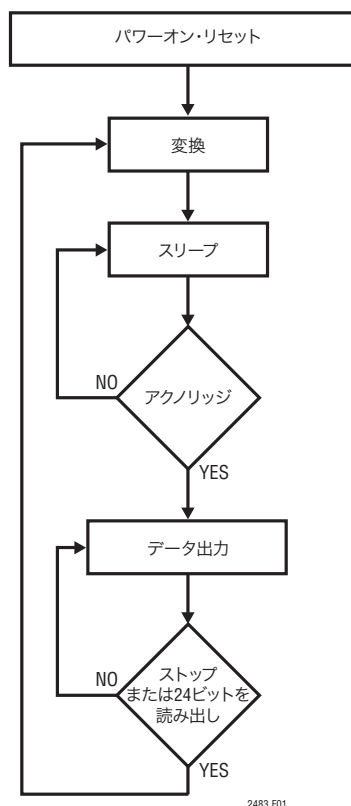 パワーオン・リセット
変換
スリープ
アクノリッジ
NO
YES
データ出力
ストップ
または24ビットを
読み出し
NO
YES
2483 F01